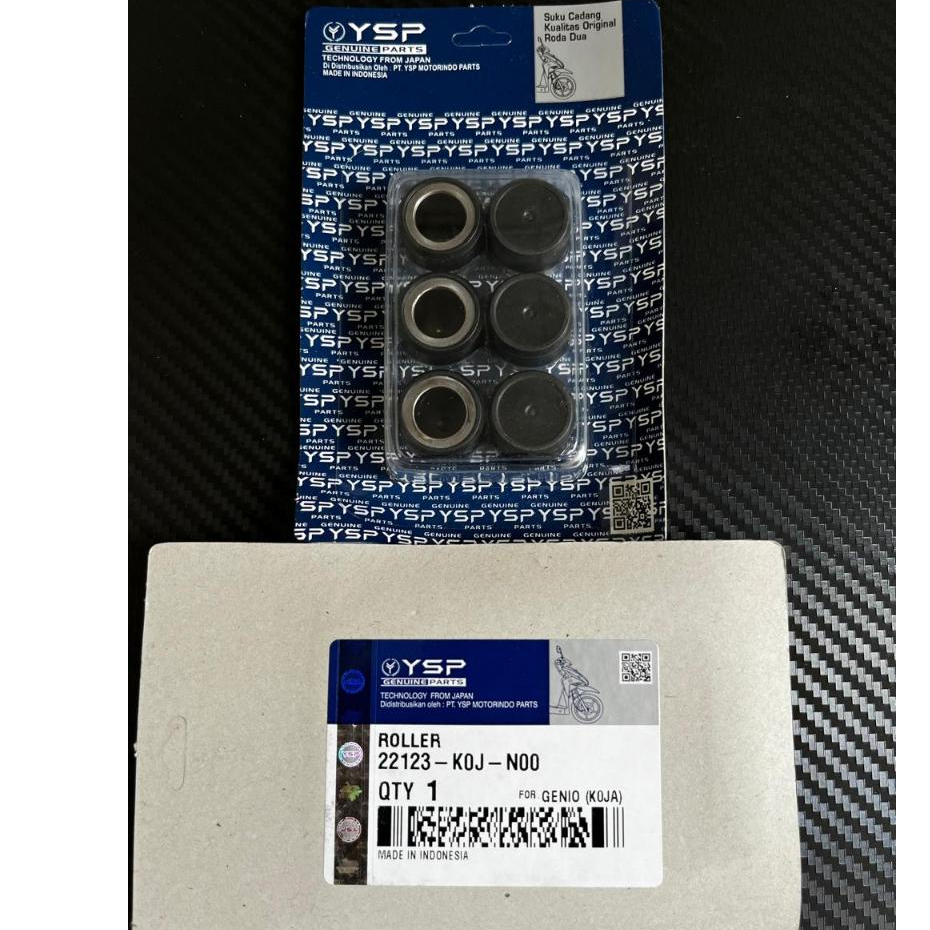 YSP
GENUINE PARTS
TECHNOLOGY FROM JAPAN
Di Distribusikan Oleh : PT. YSP MOTORINDO PARTS
MADE IN INDONESIA
Suku Cadang
Kualitas Original
Roda Dua
YSP
GENUINE PARTS
TECHNOLOGY FROM JAPAN
Didistribusikan oleh : PT. YSP MOTORINDO PARTS
ROLLER
22123-K0J-N00
QTY 1
FOR GENIO (K0JA)
MADE IN INDONESIA